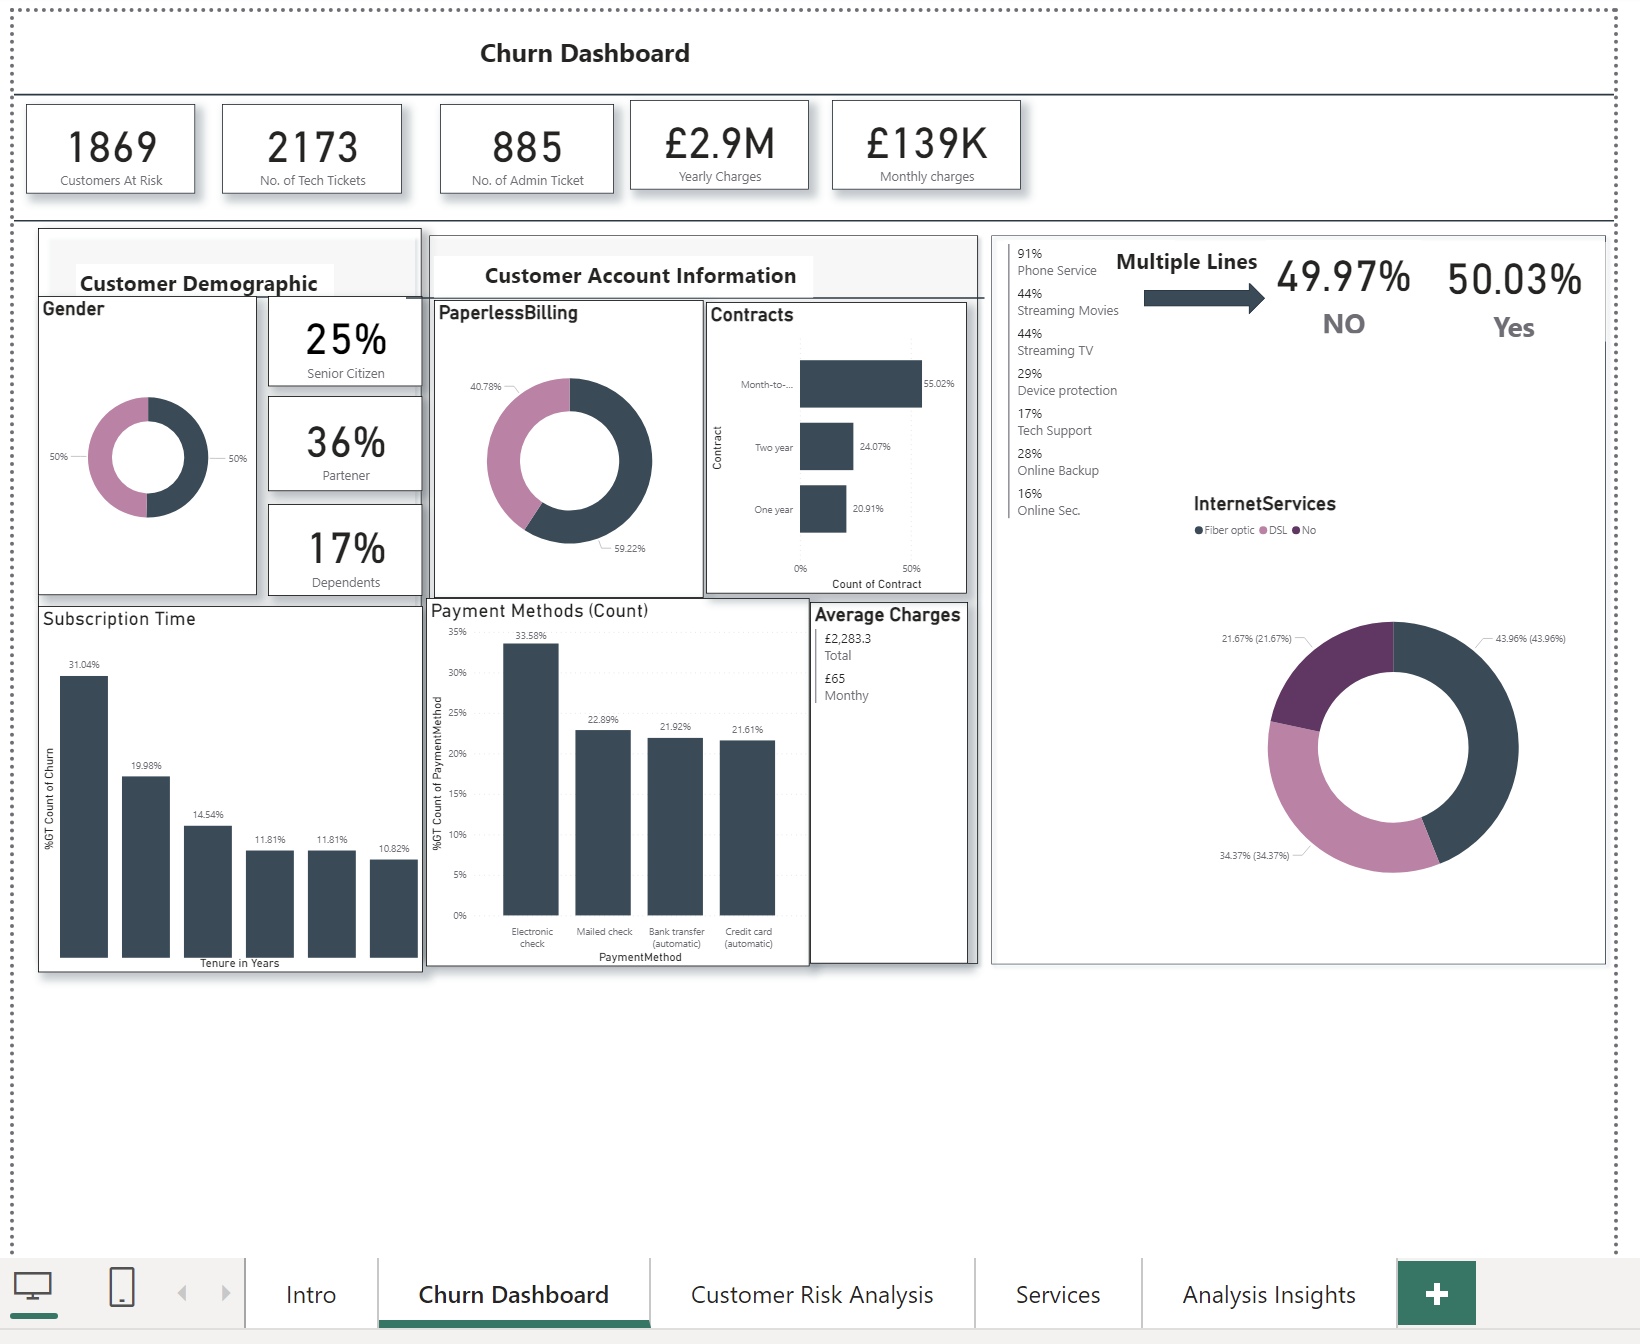 Churn Dashboard
1869
Customers At Risk
2173
No. of Tech Tickets
885
No. of Admin Ticket
£2.9M
Yearly Charges
£139K
Monthly charges
Customer Demographic
Gender
50%
50%
25%
Senior Citizen
36%
Partener
17%
Dependents
Subscription Time
%GT Count of Churn
31.04%
19.98%
14.54%
11.81%
11.81%
10.82%
Tenure in Years
Customer Account Information
PaperlessBilling
40.78%
59.22%
Contracts
Contract
Month-to-...
55.02%
Two year
24.07%
One year
20.91%
0%
50%
Count of Contract
Payment Methods (Count)
%GT Count of PaymentMethod
35%
30%
25%
20%
15%
10%
5%
0%
33.58%
22.89%
21.92%
21.61%
Electronic
check
Mailed check
Bank transfer
(automatic)
Credit card
(automatic)
PaymentMethod
Average Charges
£2,283.3
Total
£65
Monthy
91%
Phone Service
44%
Streaming Movies
44%
Streaming TV
29%
Device protection
17%
Tech Support
28%
Online Backup
16%
Online Sec.
Multiple Lines
49.97%
NO
50.03%
Yes
InternetServices
Fiber optic DSL No
21.67% (21.67%)
43.96% (43.96%)
34.37% (34.37%)
Intro
Churn Dashboard
Customer Risk Analysis
Services
Analysis Insights